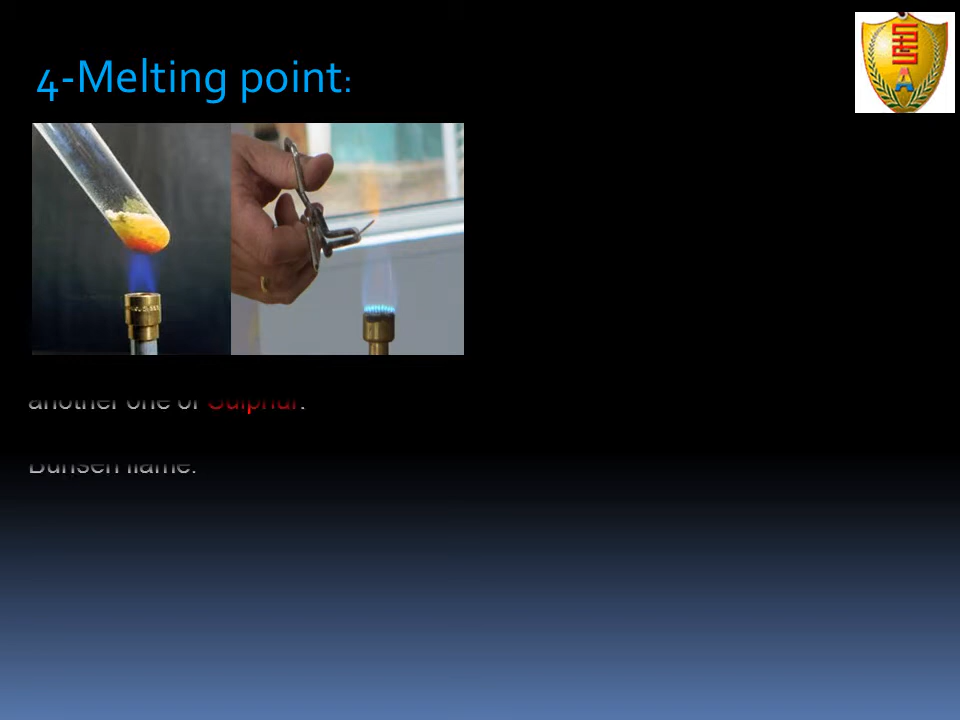 4-Melting point:
another one of Sulphur.
Bunsen flame.